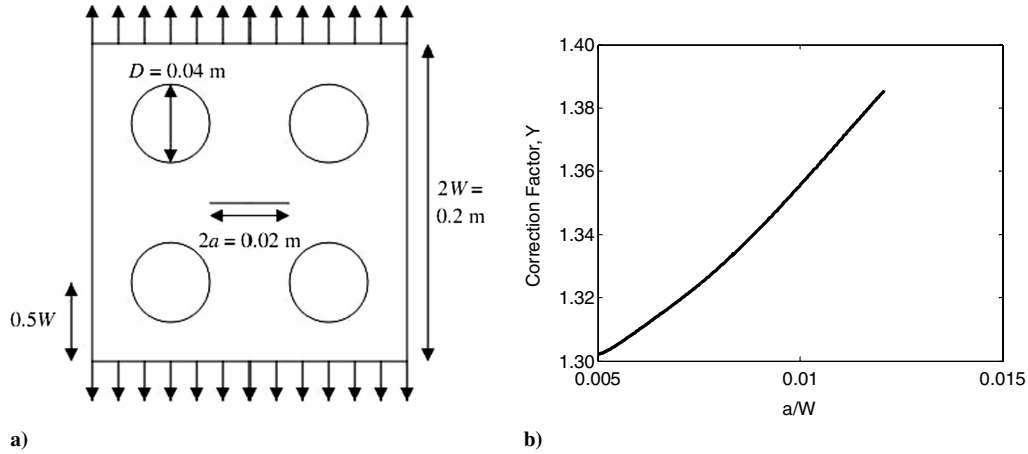 D = 0.04 m
2W =
0.2 m
2a = 0.02 m
0.5W
a)
1.40
1.38
1.36
1.34
1.32
1.30
Correction Factor, Y
0.005
0.01
0.015
a/W
b)